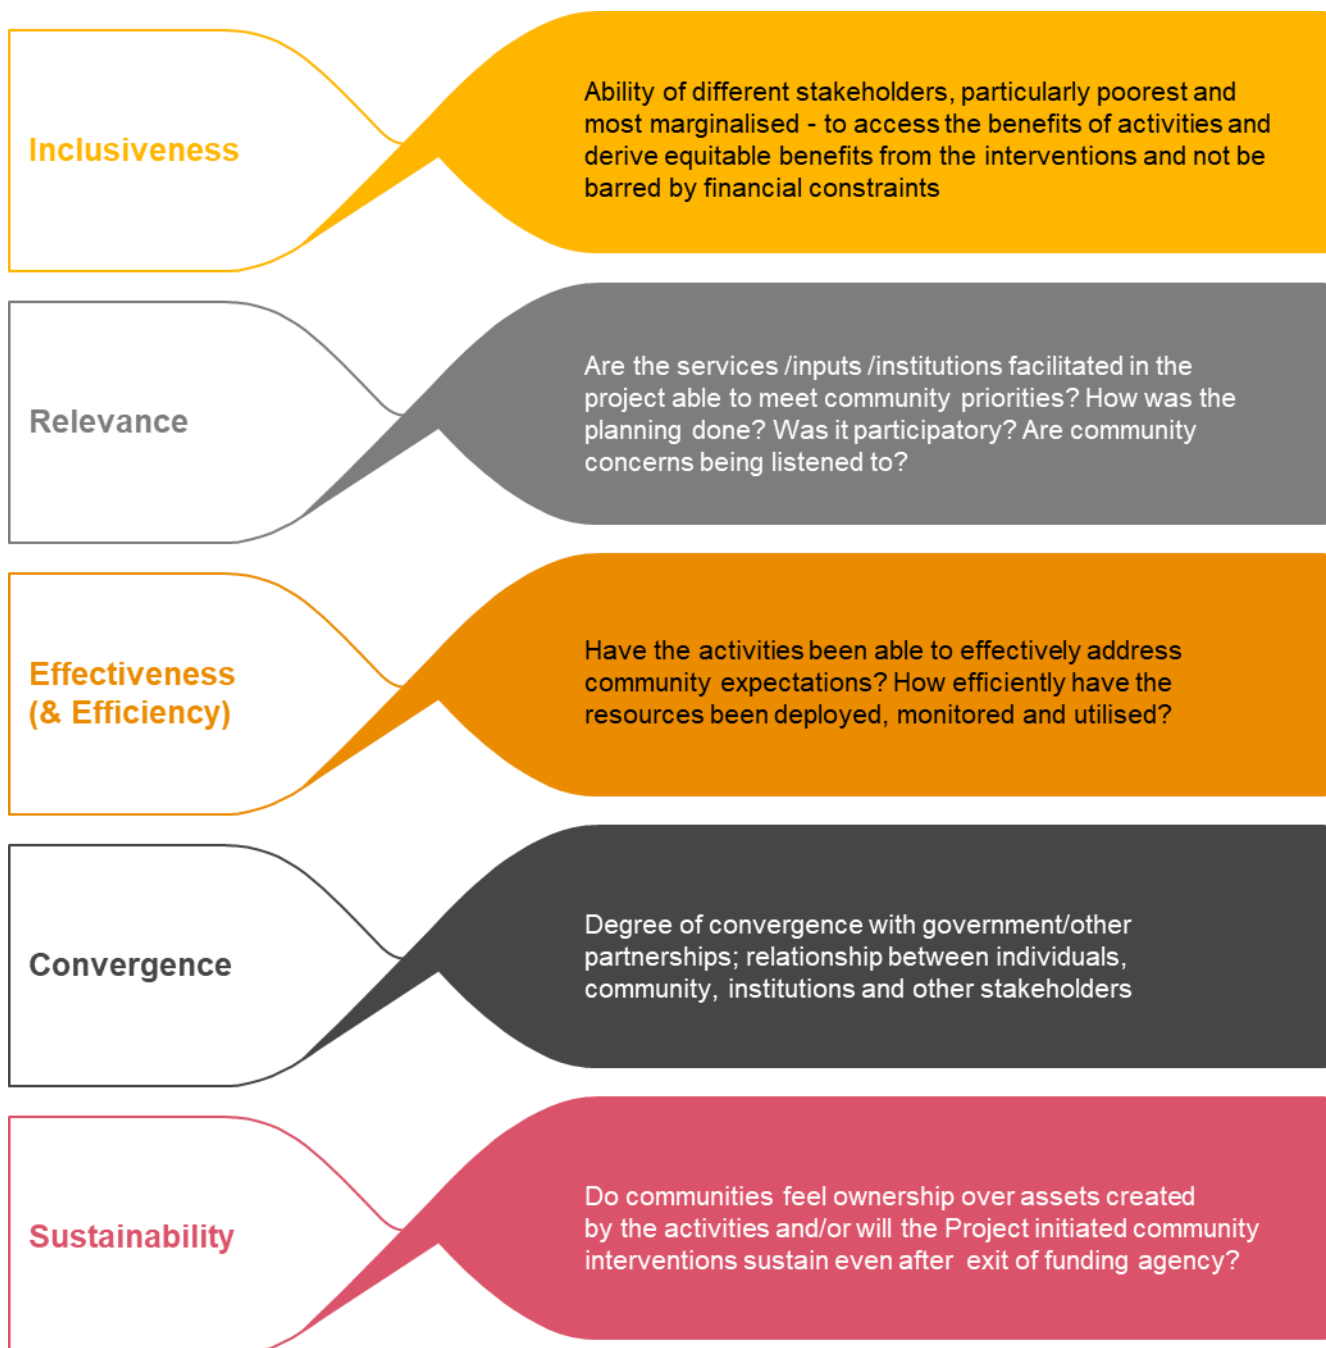 Inclusiveness
Ability of different stakeholders, particularly poorest and
most marginalised - to access the benefits of activities and
derive equitable benefits from the interventions and not be
barred by financial constraints
Relevance
Are the services /inputs /institutions facilitated in the
project able to meet community priorities? How was the
planning done? Was it participatory? Are community
concerns being listened to?
Effectiveness
(& Efficiency)
Have the activities been able to effectively address
community expectations? How efficiently have the
resources been deployed, monitored and utilised?
Convergence
Degree of convergence with government/other
partnerships; relationship between individuals,
community, institutions and other stakeholders
Sustainability
Do communities feel ownership over assets created
by the activities and/or will the Project initiated community
interventions sustain even after exit of funding agency?